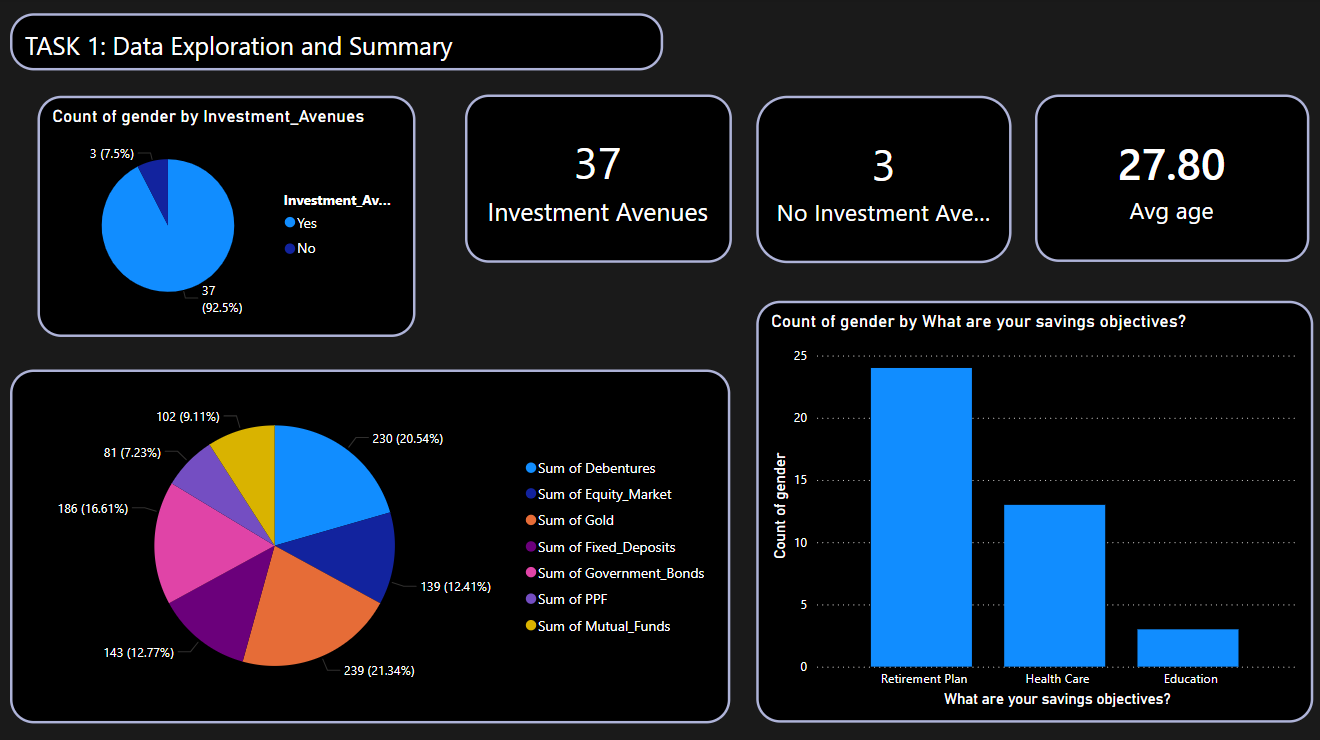 TASK 1: Data Exploration and Summary
Count of gender by Investment_Avenues
3 (7.5%)
Investment_Av...
Yes
No
37
(92.5%)
37
Investment Avenues
3
No Investment Ave...
27.80
Avg age
102 (9.11%)
230 (20.54%)
81 (7.23%)
186 (16.61%)
139 (12.41%)
143 (12.77%)
239 (21.34%)
Sum of Debentures
Sum of Equity_Market
Sum of Gold
Sum of Fixed_Deposits
Sum of Government_Bonds
Sum of PPF
Sum of Mutual_Funds
Count of gender by What are your savings objectives?
Count of gender
25
20
15
10
5
0
Retirement Plan
Health Care
Education
What are your savings objectives?